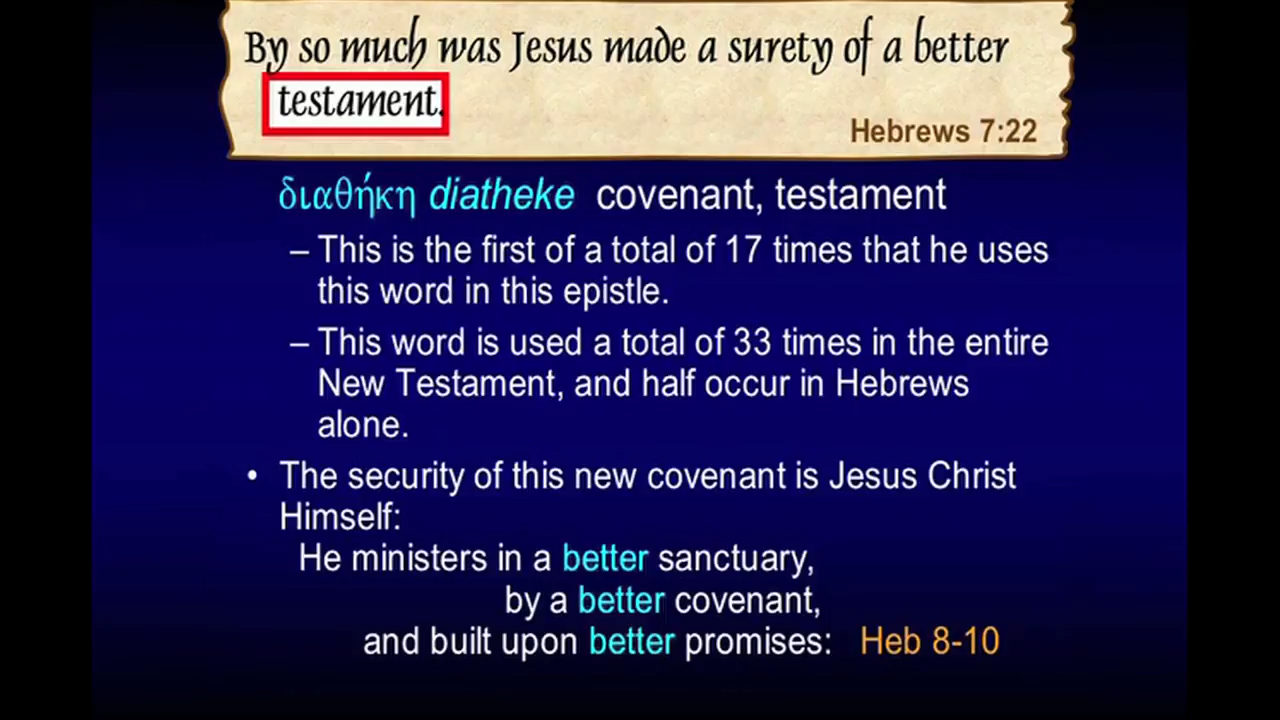 By so much was Jesus made a surety of a better
testament.
Hebrews 7:22
διαθήκη diatheke covenant, testament
– This is the first of a total of 17 times that he uses
this word in this epistle.
– This word is used a total of 33 times in the entire
New Testament, and half occur in Hebrews
alone.
• The security of this new covenant is Jesus Christ
Himself:
He ministers in a better sanctuary,
by a better covenant,
and built upon better promises: Heb 8-10